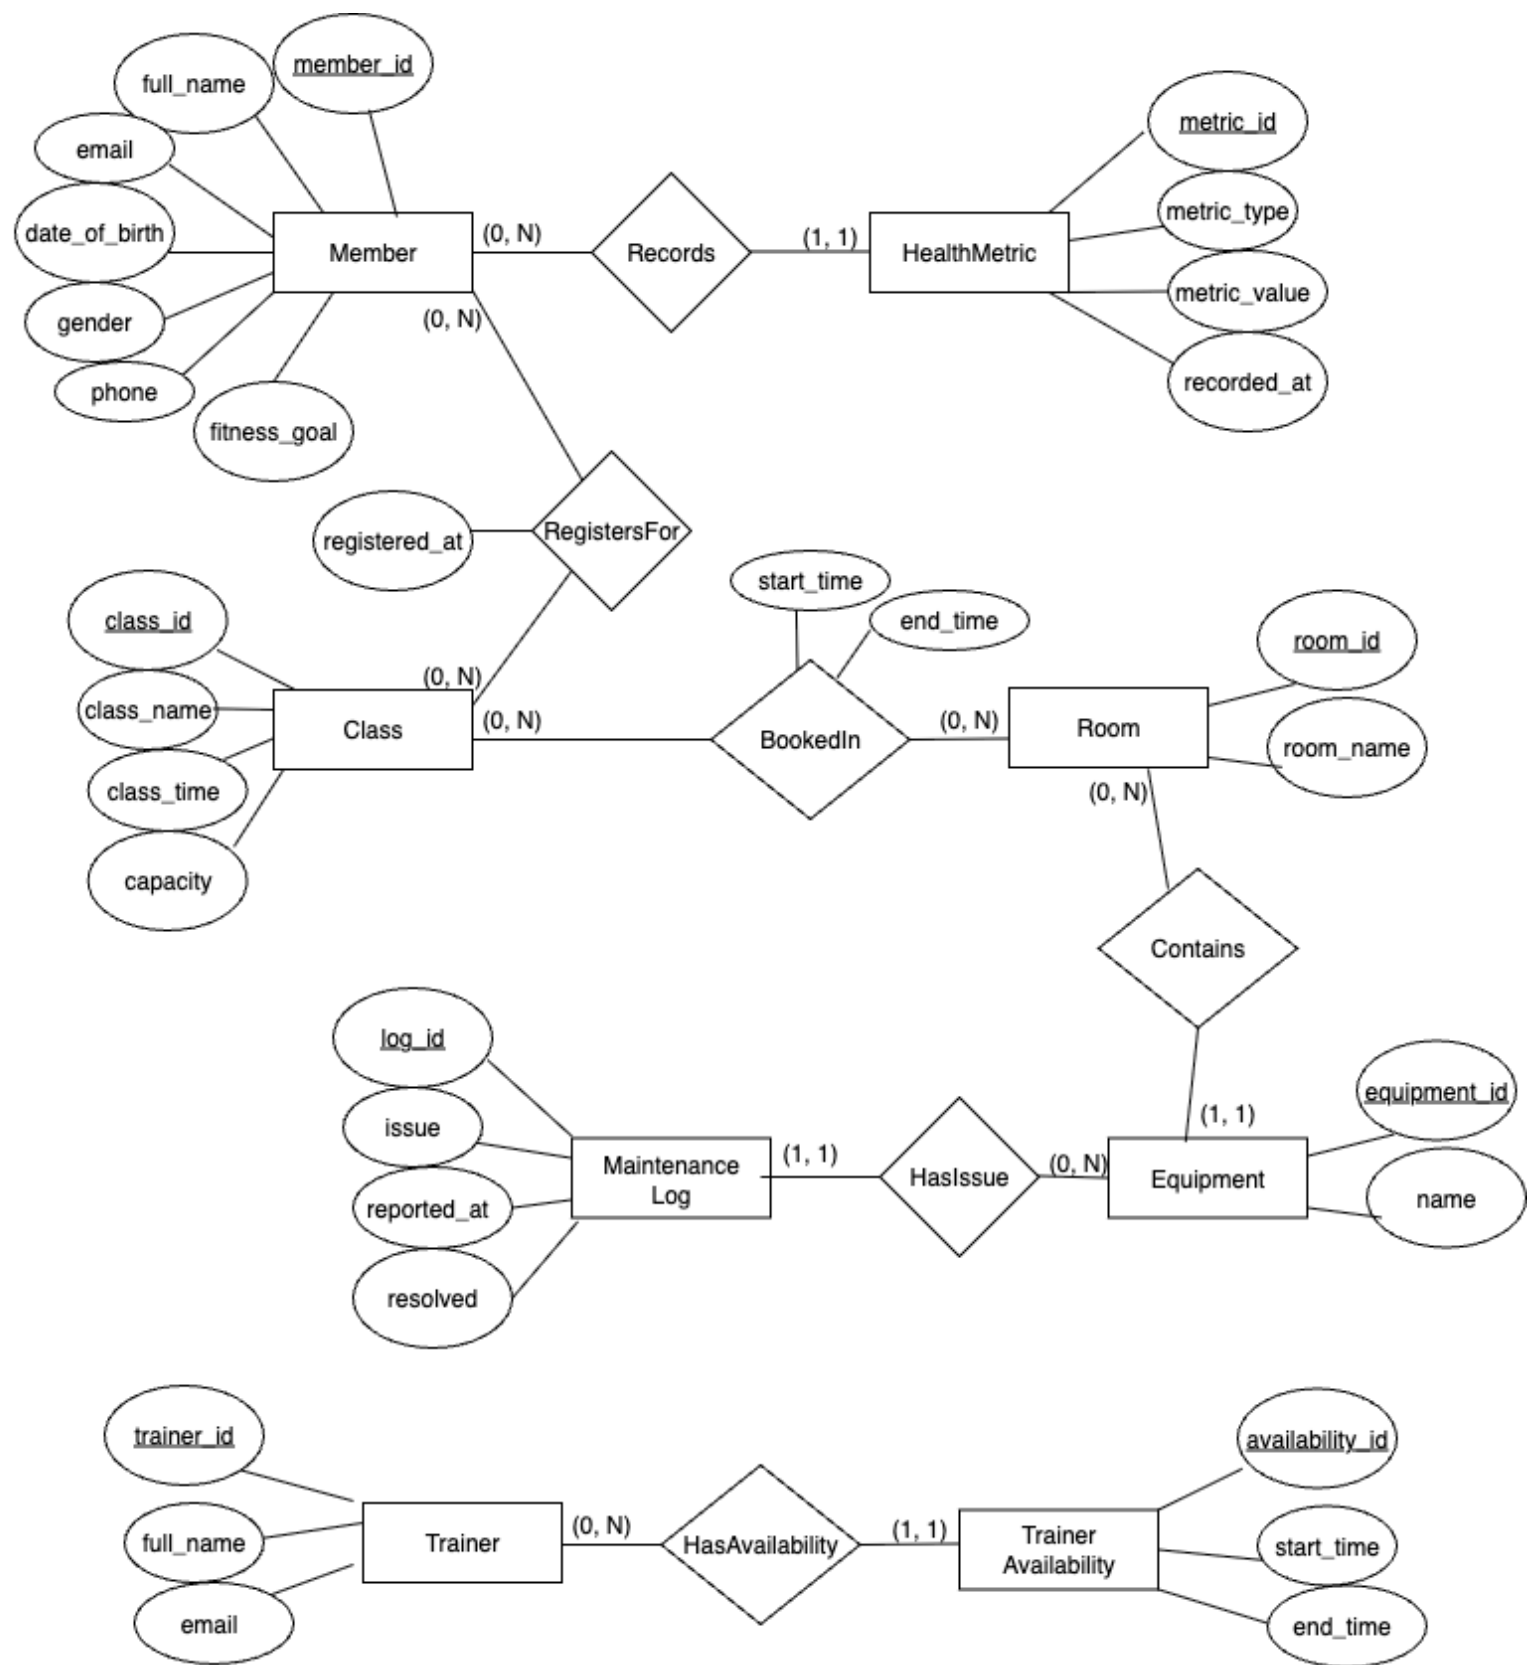 member_id
full_name
email
date_of_birth
gender
phone
fitness_goal
Member
(0, N)
Records
(1, 1)
HealthMetric
metric_id
metric_type
metric_value
recorded_at
(0, N)
registered_at
RegistersFor
(0, N)
class_id
class_name
class_time
capacity
Class
(0, N)
start_time
end_time
BookedIn
(0, N)
Room
room_id
room_name
(0, N)
Contains
(1, 1)
log_id
issue
reported_at
resolved
Maintenance
Log
(1, 1)
HasIssue
(0, N)
Equipment
equipment_id
name
trainer_id
full_name
email
Trainer
(0, N)
HasAvailability
(1, 1)
Trainer
Availability
availability_id
start_time
end_time